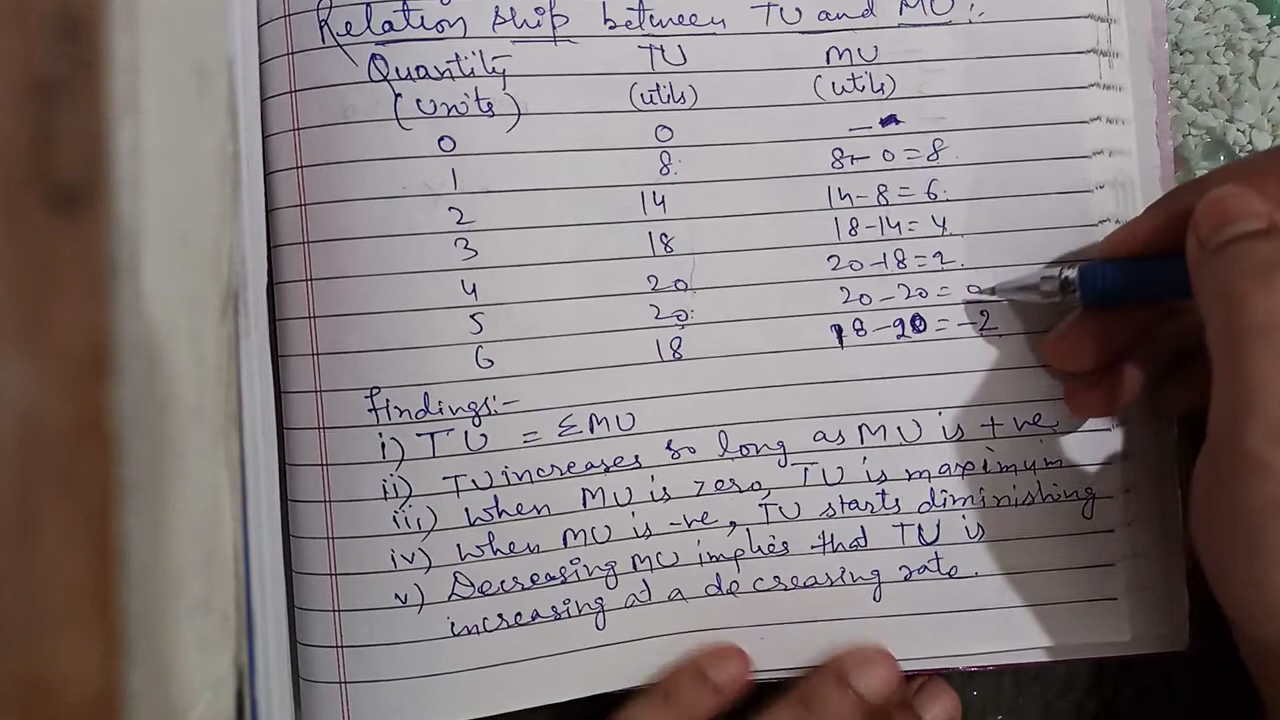 Relation ship between TU and MU:.
Quantity TU MU
(Units) (utils) (utils)
0 0 -
1 8: 8-0=8.
2 14 14-8=6.
3 18 18-14=4.
4 20 20-18=2.
5 20: 20-20=0
6 18 18-20=-2
findings:-
i) TU = ΣMU
ii) TU increases so long as MU is +ve
iii) When MU is zero, TU is maximum
iv) When MU is -ve, TU starts diminishing
v) Decreasing MU implies that TU is
increasing at a decreasing rate.